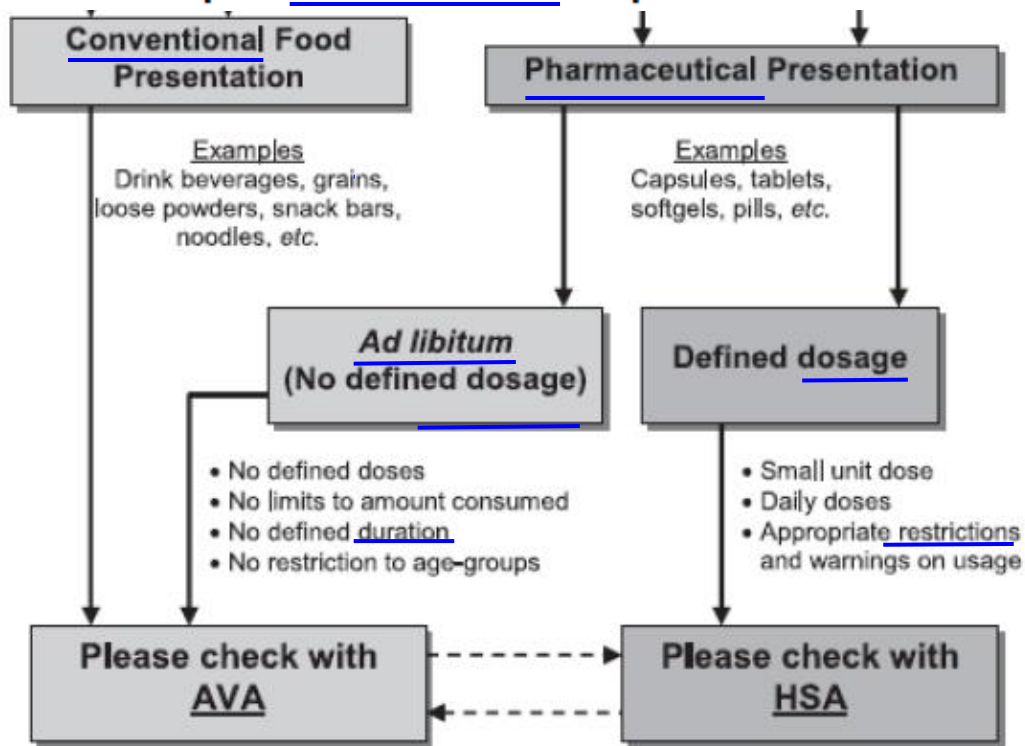 Conventional Food
Presentation
Pharmaceutical Presentation
Examples
Drink beverages, grains,
loose powders, snack bars,
noodles, etc.
Examples
Capsules, tablets,
softgels, pills, etc.
Ad libitum
(No defined dosage)
Defined dosage
• No defined doses
• No limits to amount consumed
• No defined duration
• No restriction to age-groups
• Small unit dose
• Daily doses
• Appropriate restrictions
and warnings on usage
Please check with
AVA
Please check with
HSA